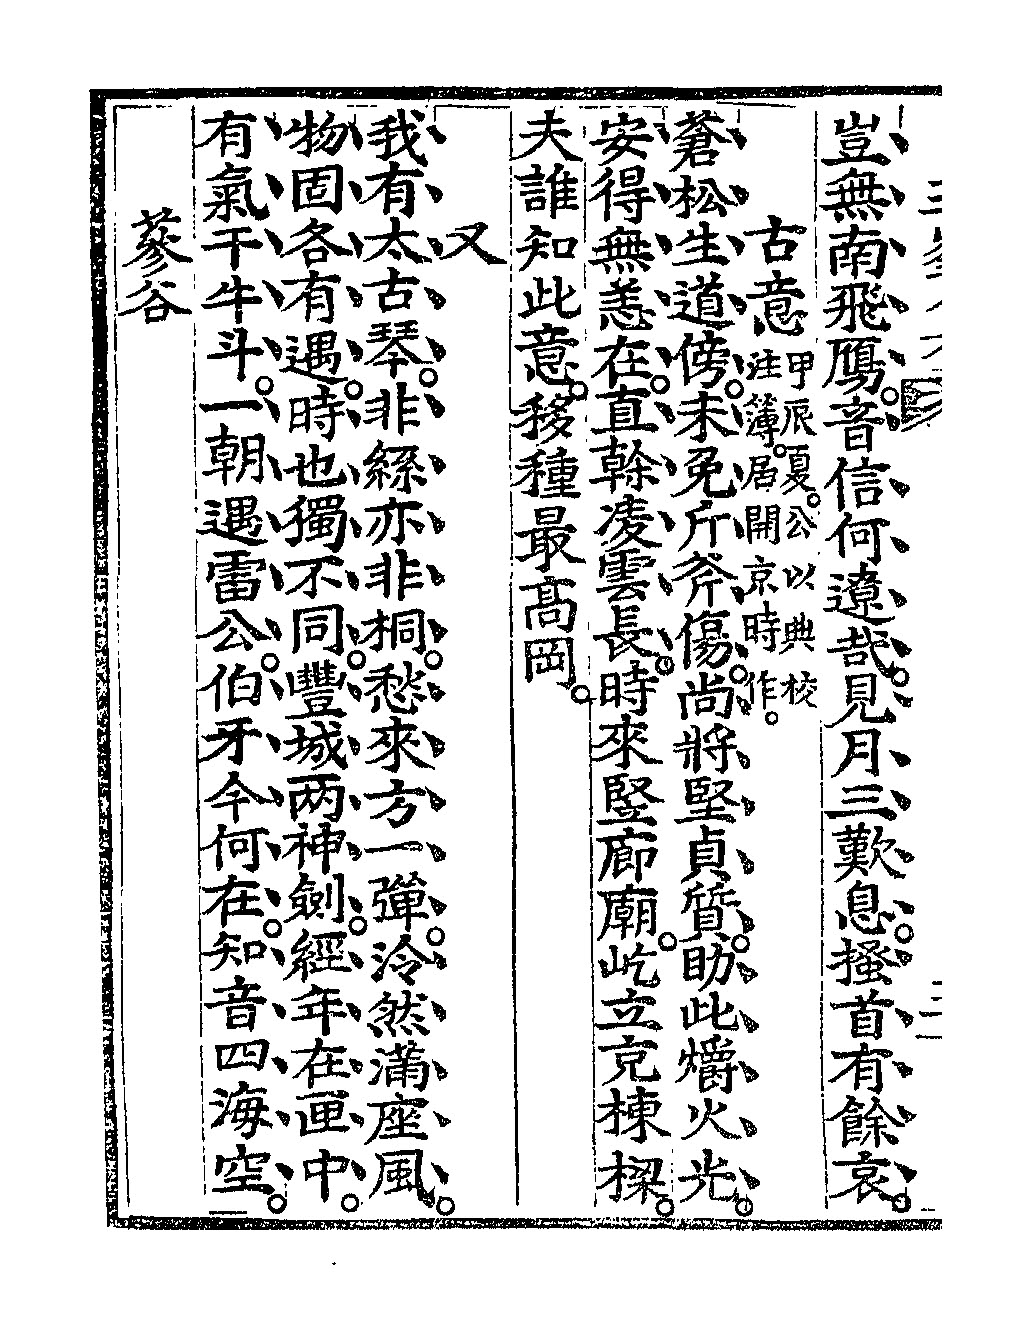 豈無南飛鴈音信何遼哉見月三歎息搔首有餘哀
古意
甲辰夏公以典校
注簿居開京時作
蒼松生道傍未免斤斧傷尚將堅貞質助此爝火光
安得無恙在直榦凌雲長時來豎廊廟屹立充棟樑
夫誰知此意移種最高岡
又
我有太古琴非絲亦非桐愁來方一彈泠然滿座風
物固各有遇時也獨不同豐城两神劍經年在匣中
有氣干牛斗一朝遇雷公伯牙今何在知音四海空
蔘谷